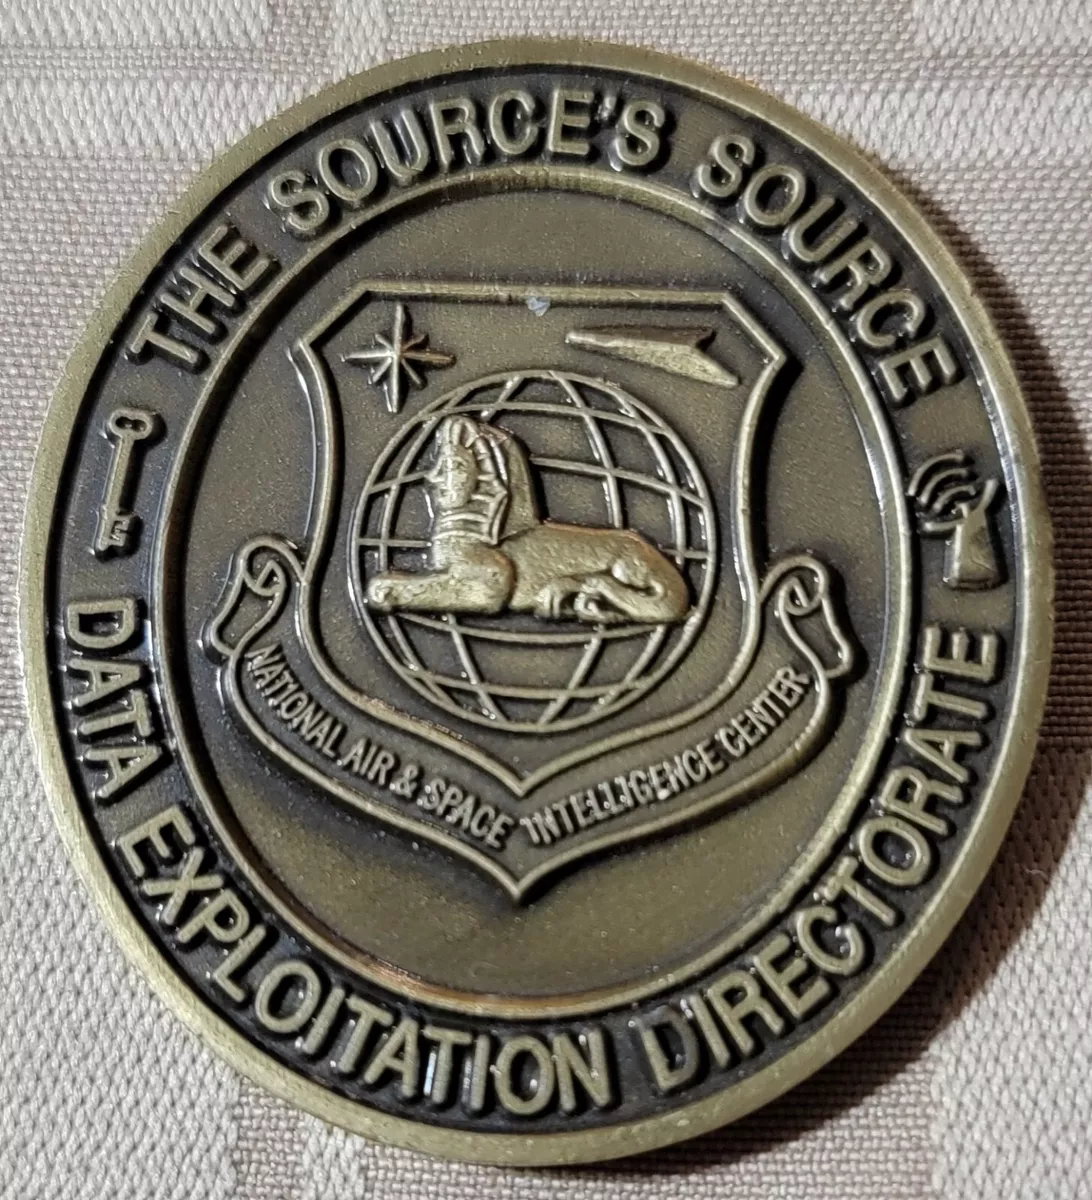 THE SOURCE'S SOURCE
NATIONAL AIR & SPACE INTELLIGENCE CENTER
DATA EXPLOITATION DIRECTORATE